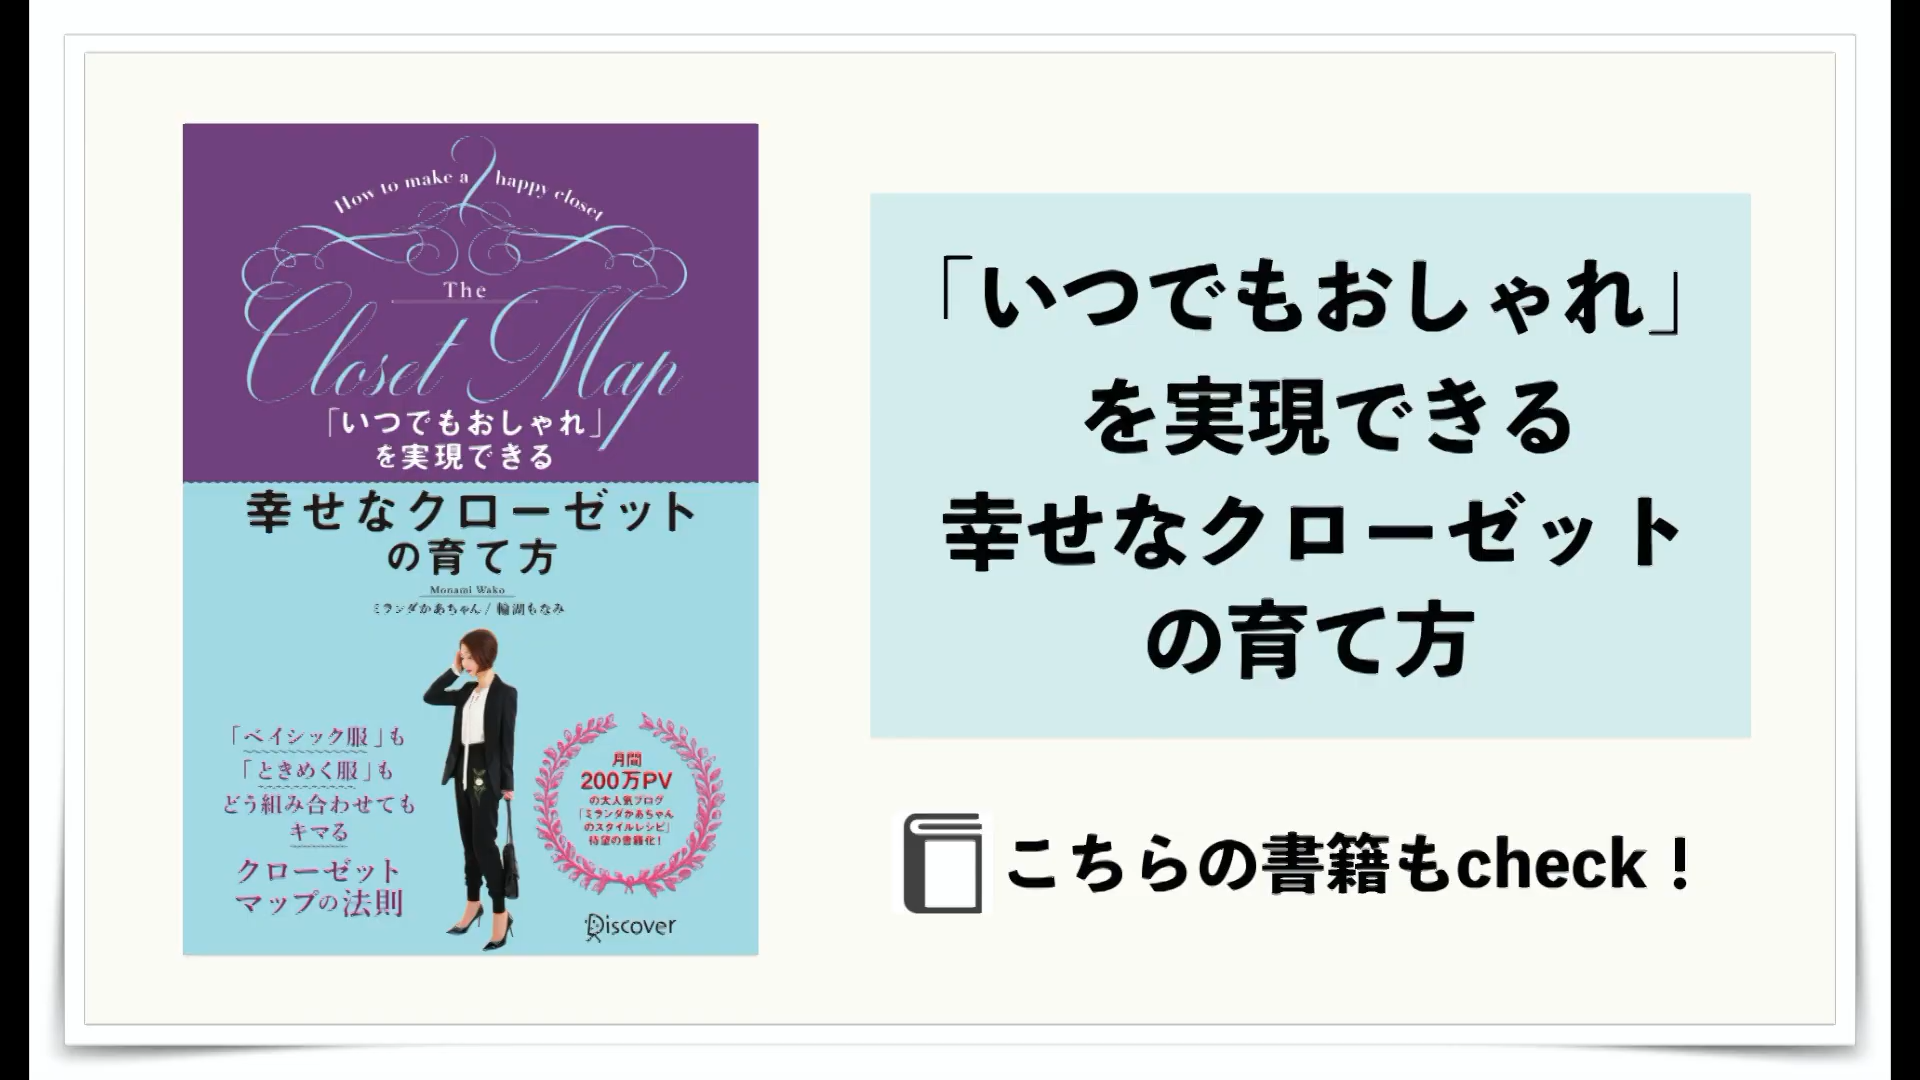 How to make a happy closet
The
Closet Map
「いつでもおしゃれ」
を実現できる
幸せなクローゼット
の育て方
Monami Wako
ミランダかあちゃん / 輪湖もなみ
「ベイシック服」も
「ときめく服」も
どう組み合わせても
キマる
クローゼット
マップの法則
月間
200万PV
の大人気ブログ
「ミランダかあちゃん
のスタイルレシピ」
待望の書籍化！
Discover
「いつでもおしゃれ」
を実現できる
幸せなクローゼット
の育て方
こちらの書籍もcheck！